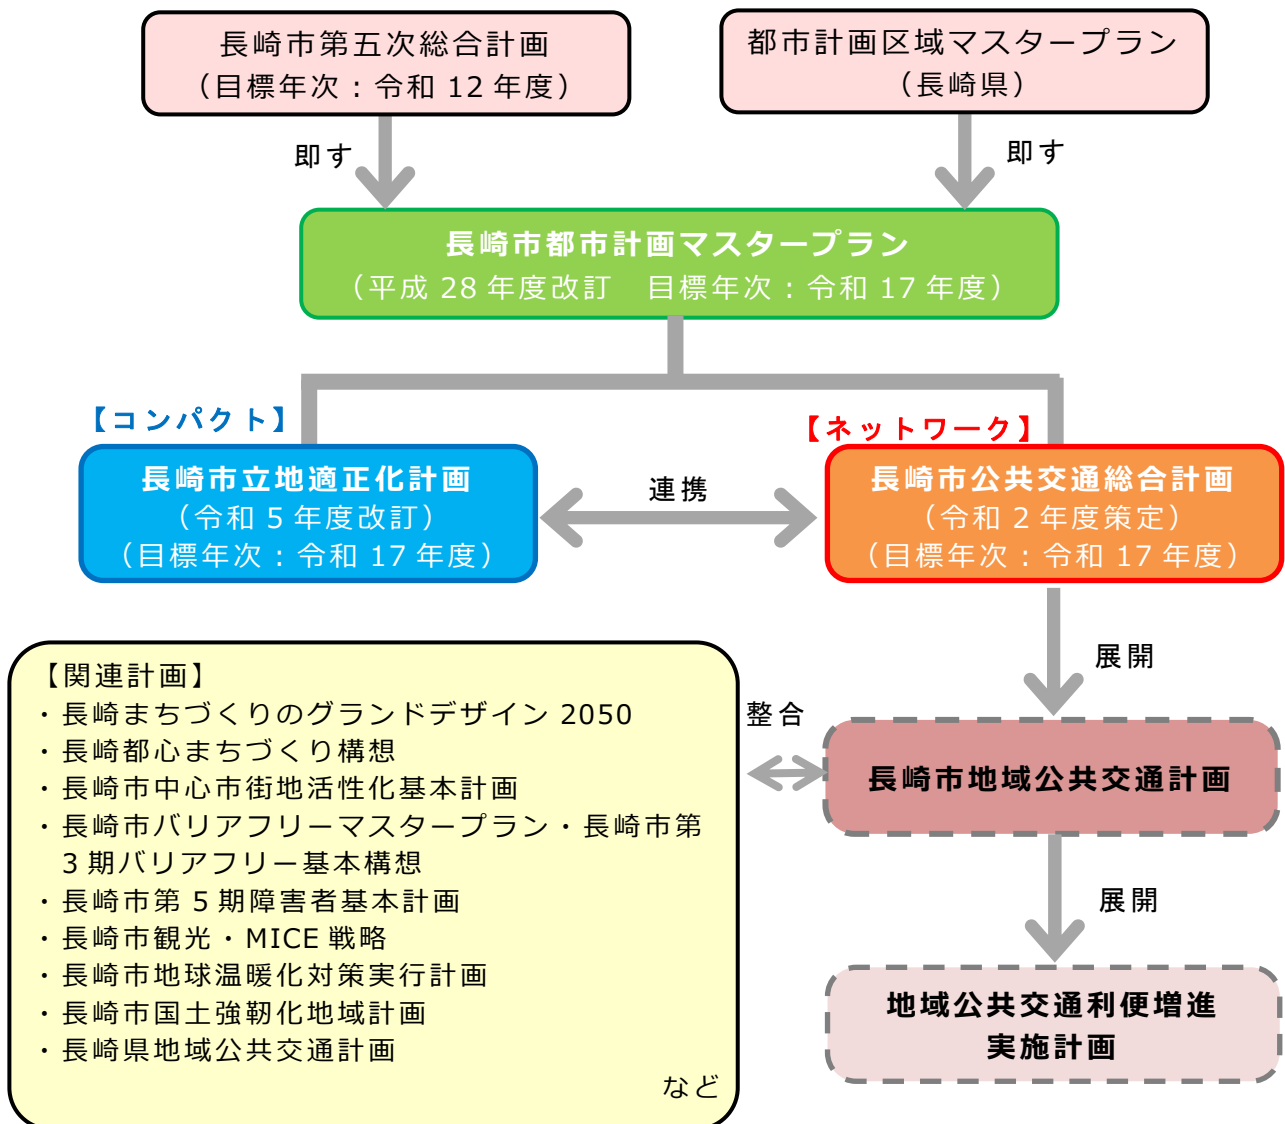 長崎市第五次総合計画
（目標年次：令和 12 年度）
都市計画区域マスタープラン
（長崎県）
即す
即す
長崎市都市計画マスタープラン
（平成 28 年度改訂　目標年次：令和 17 年度）
【コンパクト】
【ネットワーク】
長崎市立地適正化計画
（令和 5 年度改訂）
（目標年次：令和 17 年度）
連携
長崎市公共交通総合計画
（令和 2 年度策定）
（目標年次：令和 17 年度）
展開
【関連計画】
・長崎まちづくりのグランドデザイン 2050
・長崎都心まちづくり構想
・長崎市中心市街地活性化基本計画
・長崎市バリアフリーマスタープラン・長崎市第
3 期バリアフリー基本構想
・長崎市第 5 期障害者基本計画
・長崎市観光・MICE 戦略
・長崎市地球温暖化対策実行計画
・長崎市国土強靭化地域計画
・長崎県地域公共交通計画
など
整合
長崎市地域公共交通計画
展開
地域公共交通利便増進
実施計画